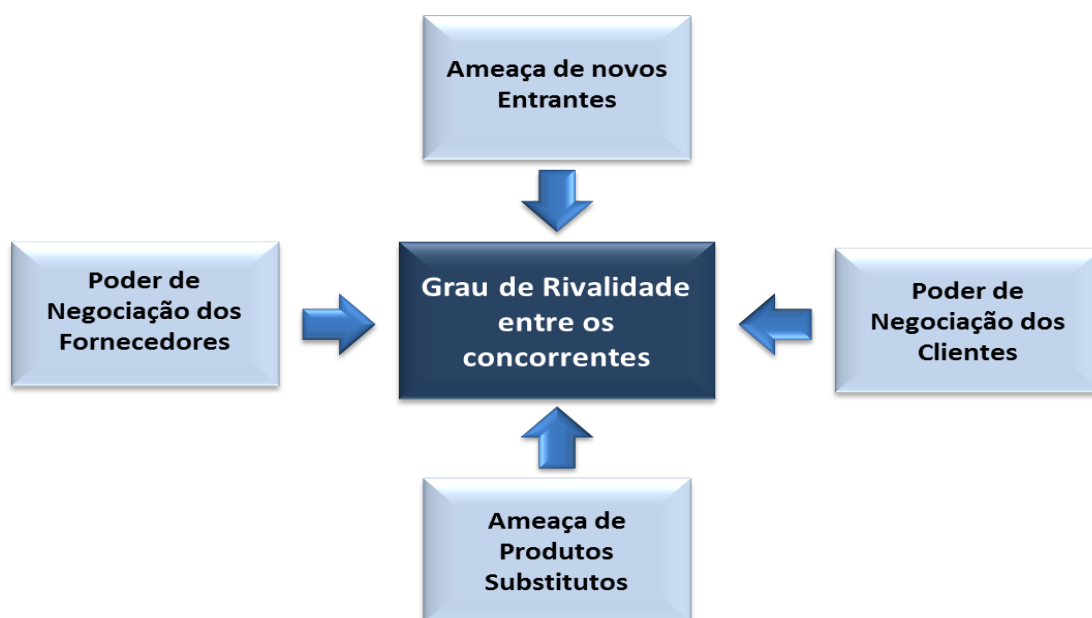 Ameaça de novos
Entrantes
Poder de
Negociação dos
Fornecedores
Grau de Rivalidade
entre os
concorrentes
Poder de
Negociação dos
Clientes
Ameaça de
Produtos
Substitutos